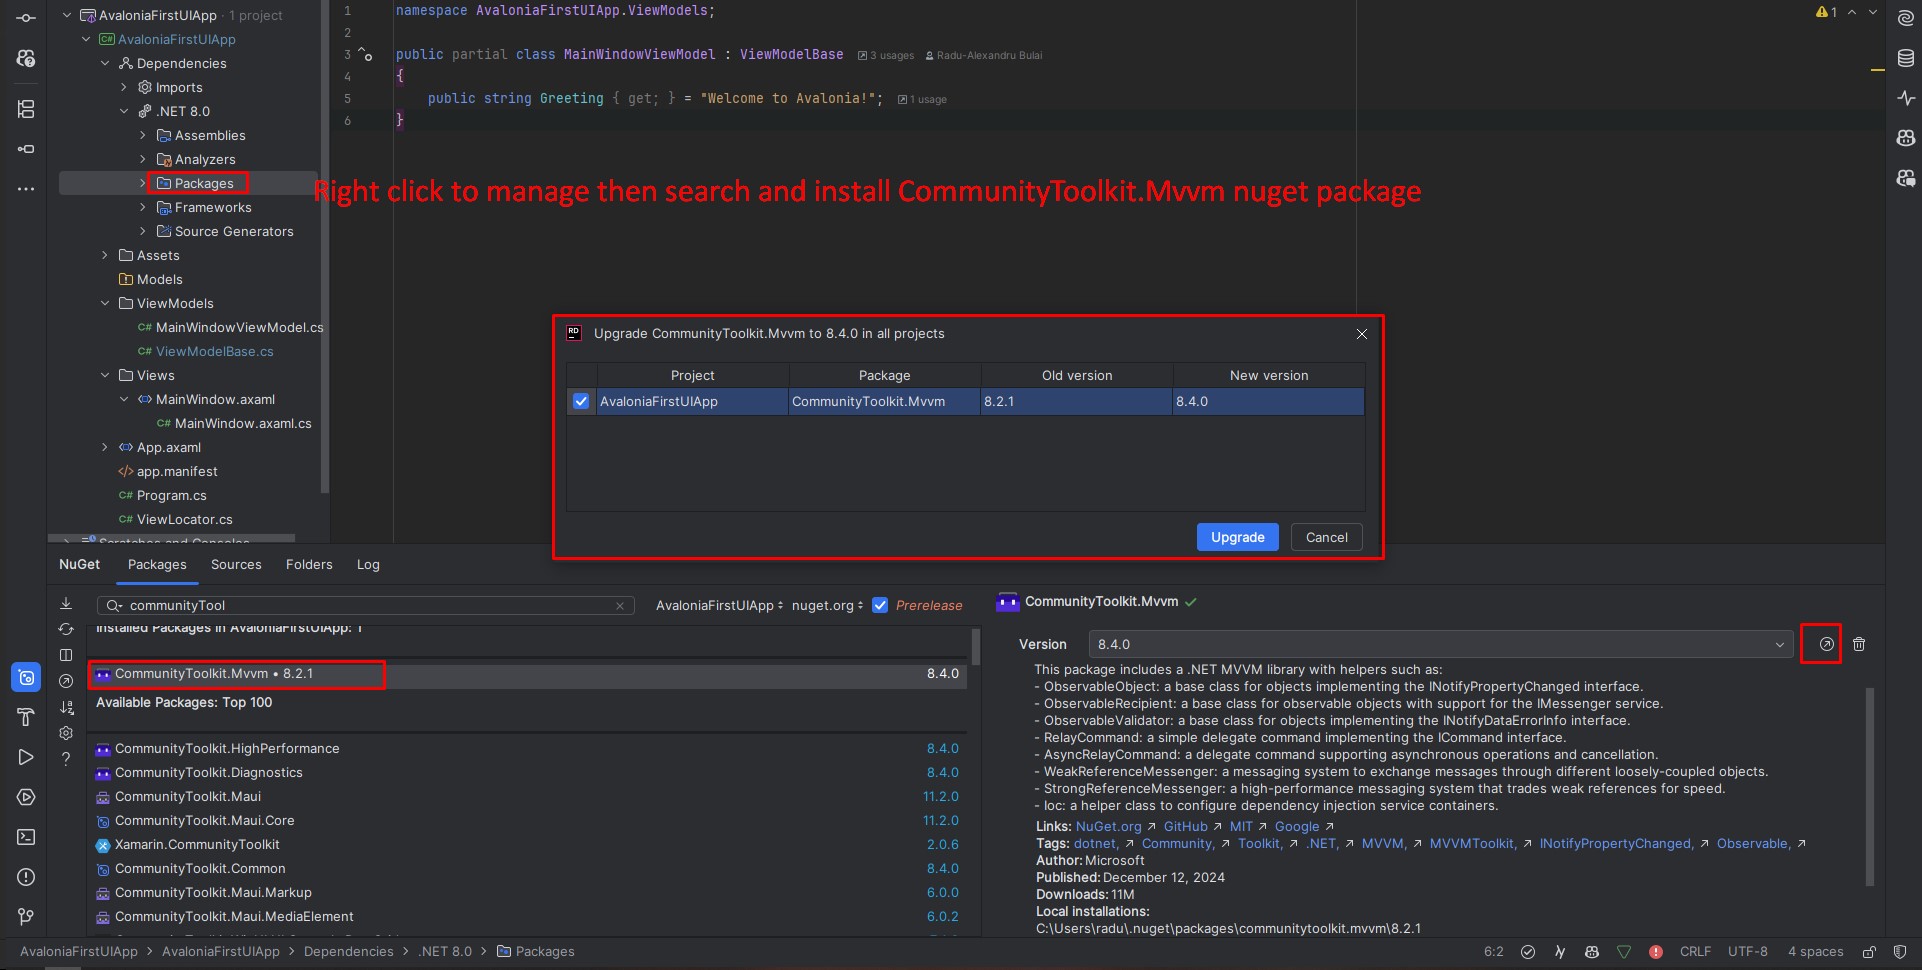 AvaloniaFirstUIApp · 1 project
C# AvaloniaFirstUIApp
Dependencies
Imports
.NET 8.0
Assemblies
Analyzers
Packages
Frameworks
Source Generators
Assets
Models
ViewModels
C# MainWindowViewModel.cs
C# ViewModelBase.cs
Views
MainWindow.axaml
C# MainWindow.axaml.cs
App.axaml
app.manifest
C# Program.cs
C# ViewLocator.cs
Scratches and Consoles
1 namespace AvaloniaFirstUIApp.ViewModels;
2
3 public partial class MainWindowViewModel : ViewModelBase 3 usages Radu-Alexandru Bulai
4 {
5 public string Greeting { get; } = "Welcome to Avalonia!"; 1 usage
6 }
1
Right click to manage then search and install CommunityToolkit.Mvvm nuget package
RD Upgrade CommunityToolkit.Mvvm to 8.4.0 in all projects
Project Package Old version New version
AvaloniaFirstUIApp CommunityToolkit.Mvvm 8.2.1 8.4.0
Upgrade Cancel
NuGet Packages Sources Folders Log
communityTool
AvaloniaFirstUIApp nuget.org Prerelease
Installed Packages in AvaloniaFirstUIApp: 1
CommunityToolkit.Mvvm • 8.2.1 8.4.0
Available Packages: Top 100
CommunityToolkit.HighPerformance 8.4.0
CommunityToolkit.Diagnostics 8.4.0
CommunityToolkit.Maui 11.2.0
CommunityToolkit.Maui.Core 11.2.0
Xamarin.CommunityToolkit 2.0.6
CommunityToolkit.Common 8.4.0
CommunityToolkit.Maui.Markup 6.0.0
CommunityToolkit.Maui.MediaElement 6.0.2
CommunityToolkit.Mvvm
Version 8.4.0
This package includes a .NET MVVM library with helpers such as:
- ObservableObject: a base class for objects implementing the INotifyPropertyChanged interface.
- ObservableRecipient: a base class for observable objects with support for the IMessenger service.
- ObservableValidator: a base class for objects implementing the INotifyDataErrorInfo interface.
- RelayCommand: a simple delegate command implementing the ICommand interface.
- AsyncRelayCommand: a delegate command supporting asynchronous operations and cancellation.
- WeakReferenceMessenger: a messaging system to exchange messages through different loosely-coupled objects.
- StrongReferenceMessenger: a high-performance messaging system that trades weak references for speed.
- Ioc: a helper class to configure dependency injection service containers.
Links: NuGet.org ↗ GitHub ↗ MIT ↗ Google ↗
Tags: dotnet, ↗ Community, ↗ Toolkit, ↗ .NET, ↗ MVVM, ↗ MVVMToolkit, ↗ INotifyPropertyChanged, ↗ Observable, ↗
Author: Microsoft
Published: December 12, 2024
Downloads: 11M
Local installations:
C:\Users\radu\.nuget\packages\communitytoolkit.mvvm\8.2.1
AvaloniaFirstUIApp > AvaloniaFirstUIApp > Dependencies > .NET 8.0 > Packages
6:2 CRLF UTF-8 4 spaces